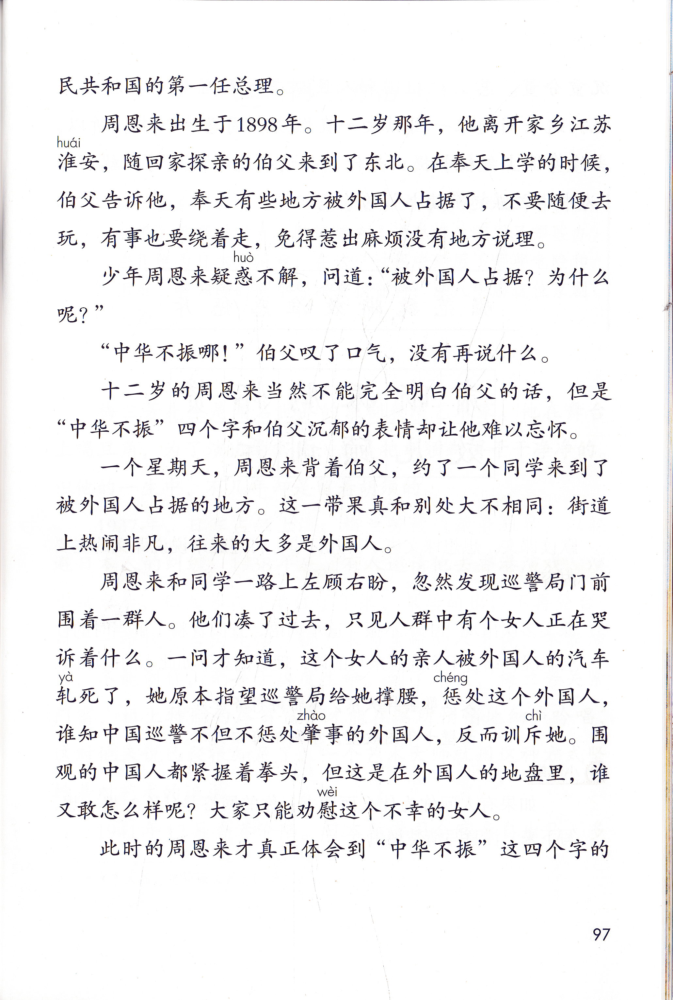 民共和国的第一任总理。
周恩来出生于1898年。十二岁那年，他离开家乡江苏
huái
淮安，随回家探亲的伯父来到了东北。在奉天上学的时候，
伯父告诉他，奉天有些地方被外国人占据了，不要随便去
玩，有事也要绕着走，免得惹出麻烦没有地方说理。
huò
少年周恩来疑惑不解，问道：“被外国人占据？为什么
呢？”
“中华不振哪！”伯父叹了口气，没有再说什么。
十二岁的周恩来当然不能完全明白伯父的话，但是
“中华不振”四个字和伯父沉郁的表情却让他难以忘怀。
一个星期天，周恩来背着伯父，约了一个同学来到了
被外国人占据的地方。这一带果真和别处大不相同：街道
上热闹非凡，往来的大多是外国人。
周恩来和同学一路上左顾右盼，忽然发现巡警局门前
围着一群人。他们凑了过去，只见人群中有个女人正在哭
诉着什么。一问才知道，这个女人的亲人被外国人的汽车
yà chéng
轧死了，她原本指望巡警局给她撑腰，惩处这个外国人，
zhào chì
谁知中国巡警不但不惩处肇事的外国人，反而训斥她。围
观的中国人都紧握着拳头，但这是在外国人的地盘里，谁
wèi
又敢怎么样呢？大家只能劝慰这个不幸的女人。
此时的周恩来才真正体会到“中华不振”这四个字的
97